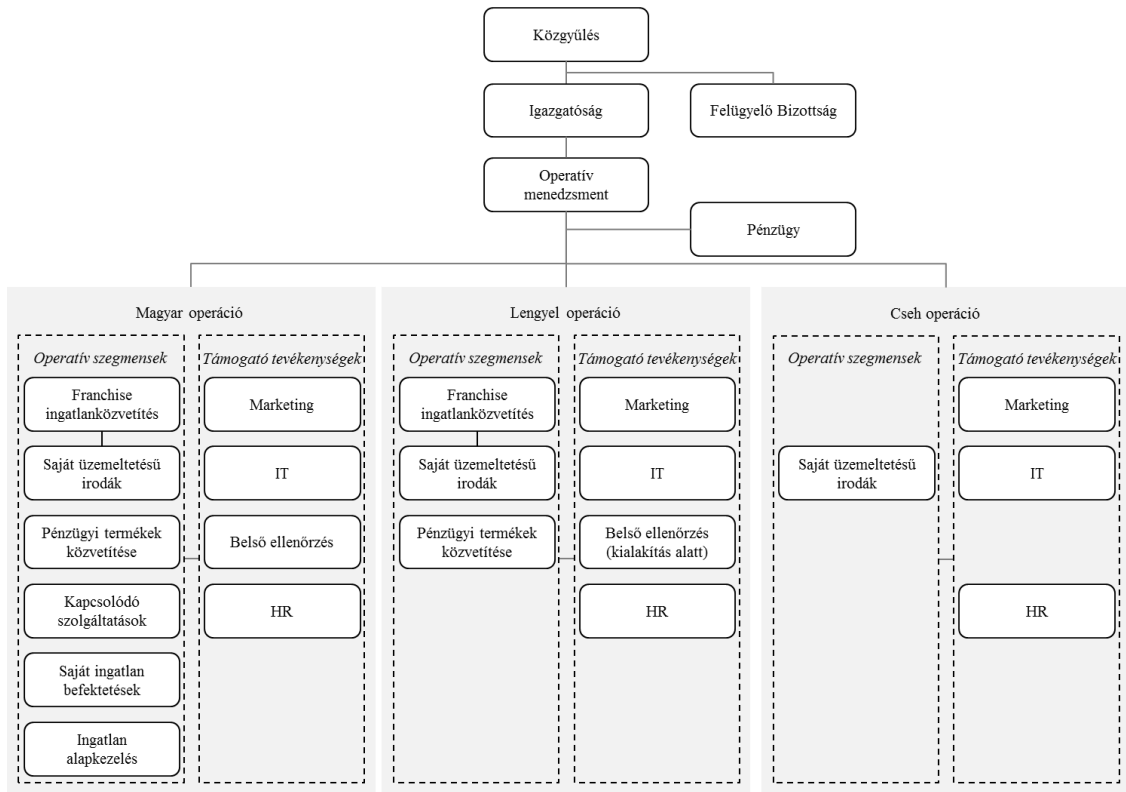 Közgyűlés
Igazgatóság
Felügyelő Bizottság
Operatív
menedzsment
Pénzügy
Magyar operáció
Operatív szegmensek
Támogató tevékenységek
Franchise
ingatlanközvetítés
Marketing
Saját üzemeltetésű
irodák
IT
Pénzügyi termékek
közvetítése
Belső ellenőrzés
Kapcsolódó
szolgáltatások
HR
Saját ingatlan
befektetések
Ingatlan
alapkezelés
Lengyel operáció
Operatív szegmensek
Támogató tevékenységek
Franchise
ingatlanközvetítés
Marketing
Saját üzemeltetésű
irodák
IT
Pénzügyi termékek
közvetítése
Belső ellenőrzés
(kialakítás alatt)
HR
Cseh operáció
Operatív szegmensek
Támogató tevékenységek
Marketing
Saját üzemeltetésű
irodák
IT
HR